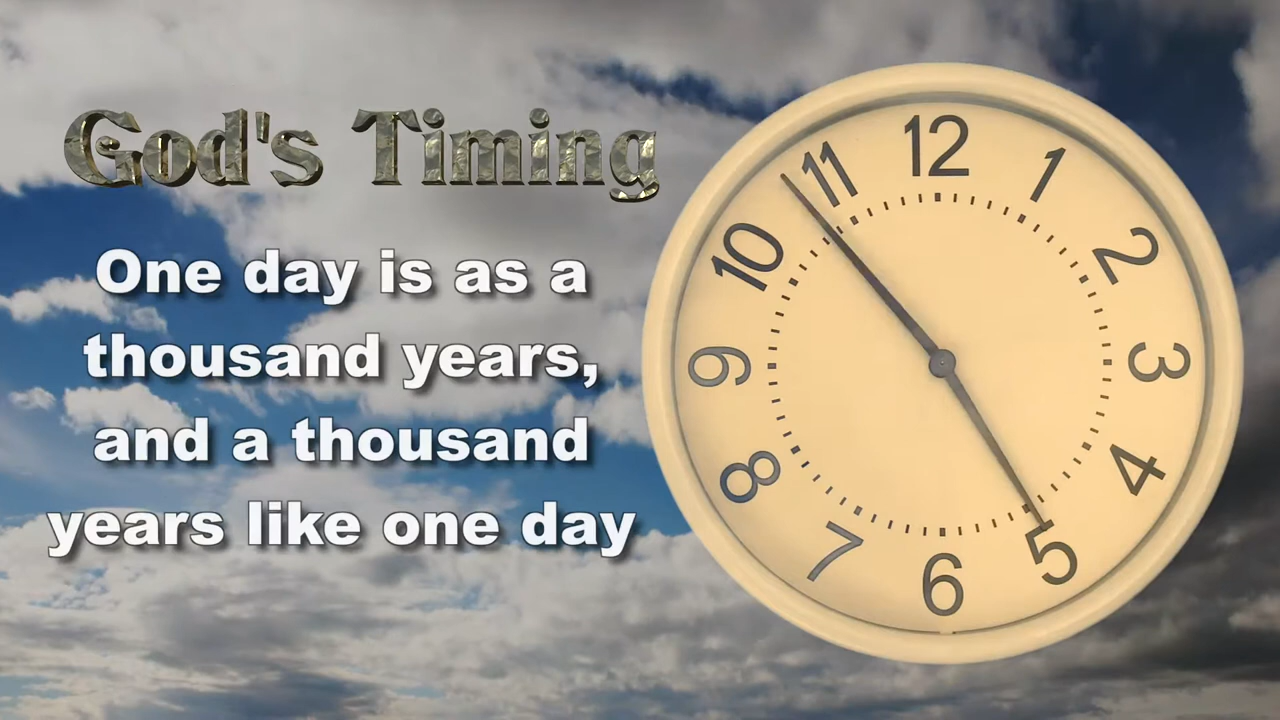 God's Timing
One day is as a
thousand years,
and a thousand
years like one day
12
1
2
3
4
5
6
7
8
9
10
11